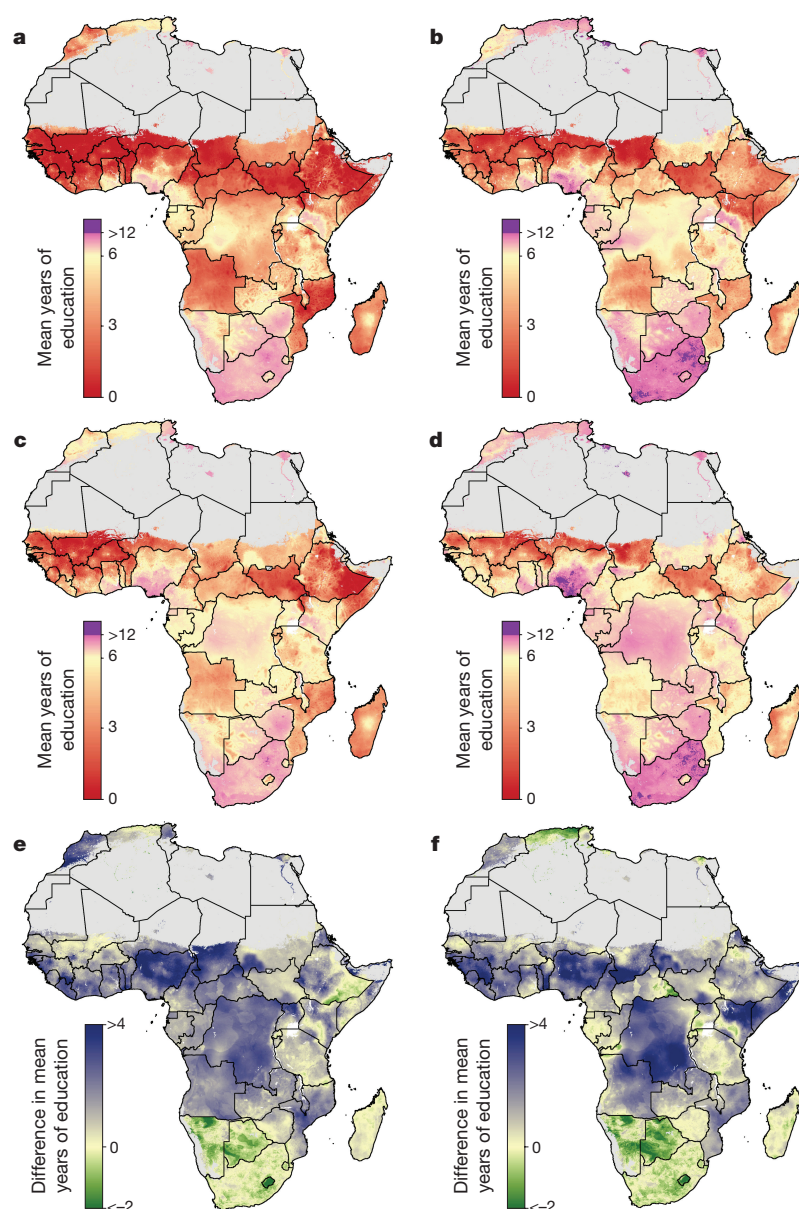 a
b
Mean years of
education
>12
6
3
0
Mean years of
education
>12
6
3
0
c
d
Mean years of
education
>12
6
3
0
Mean years of
education
>12
6
3
0
e
f
Difference in mean
years of education
>4
0
<–2
Difference in mean
years of education
>4
0
<–2